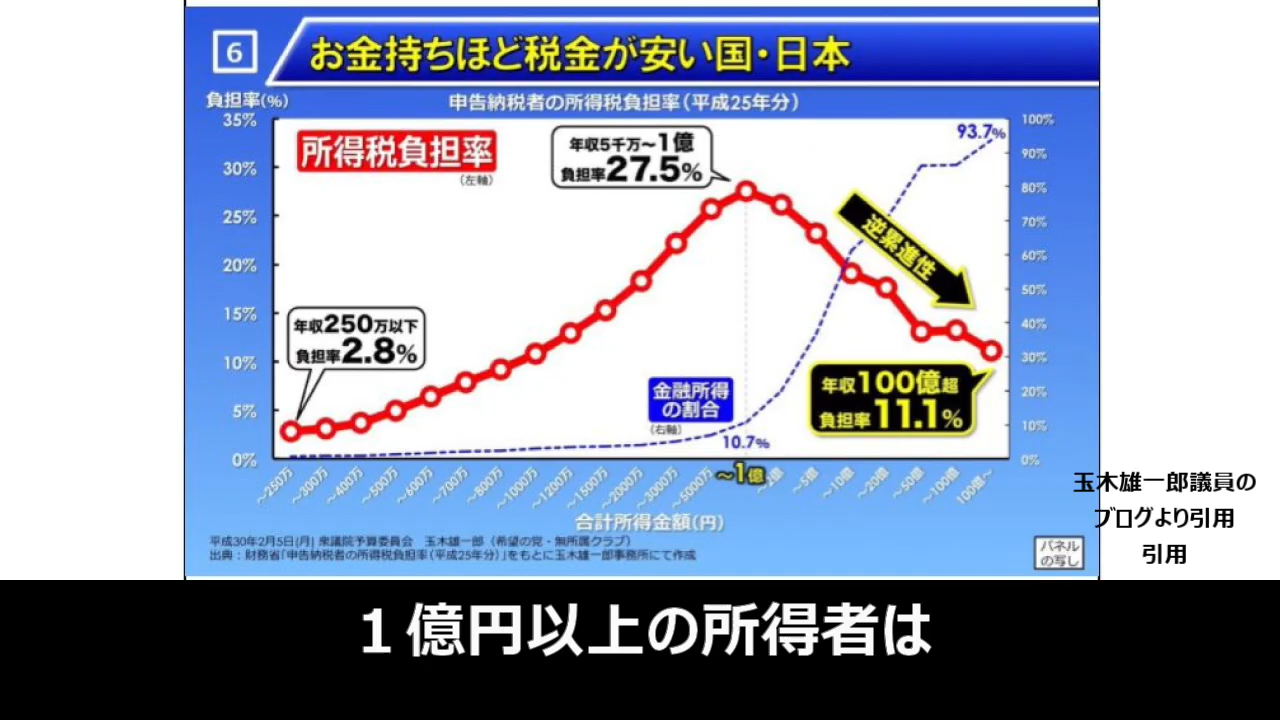 6
お金持ちほど税金が安い国・日本
負担率(%)
申告納税者の所得税負担率(平成25年分)
35%
30%
25%
20%
15%
10%
5%
0%
所得税負担率
(左軸)
年収5千万～1億
負担率27.5%
93.7%
100%
90%
80%
70%
60%
50%
40%
30%
20%
10%
0%
逆累進性
年収250万以下
負担率2.8%
金融所得
の割合
(右軸)
10.7%
年収100億超
負担率11.1%
～250万
～300万
～400万
～500万
～600万
～700万
～800万
～1000万
～1200万
～1500万
～2000万
～3000万
～5000万
～1億
～5億
～10億
～20億
～50億
～100億
100億～
合計所得金額(円)
平成30年2月5日(月) 衆議院予算委員会 玉木雄一郎(希望の党・無所属クラブ)
出典:財務省「申告納税者の所得税負担率(平成25年分)」をもとに玉木雄一郎事務所にて作成
パネル
の写し
玉木雄一郎議員の
ブログより引用
引用
１億円以上の所得者は